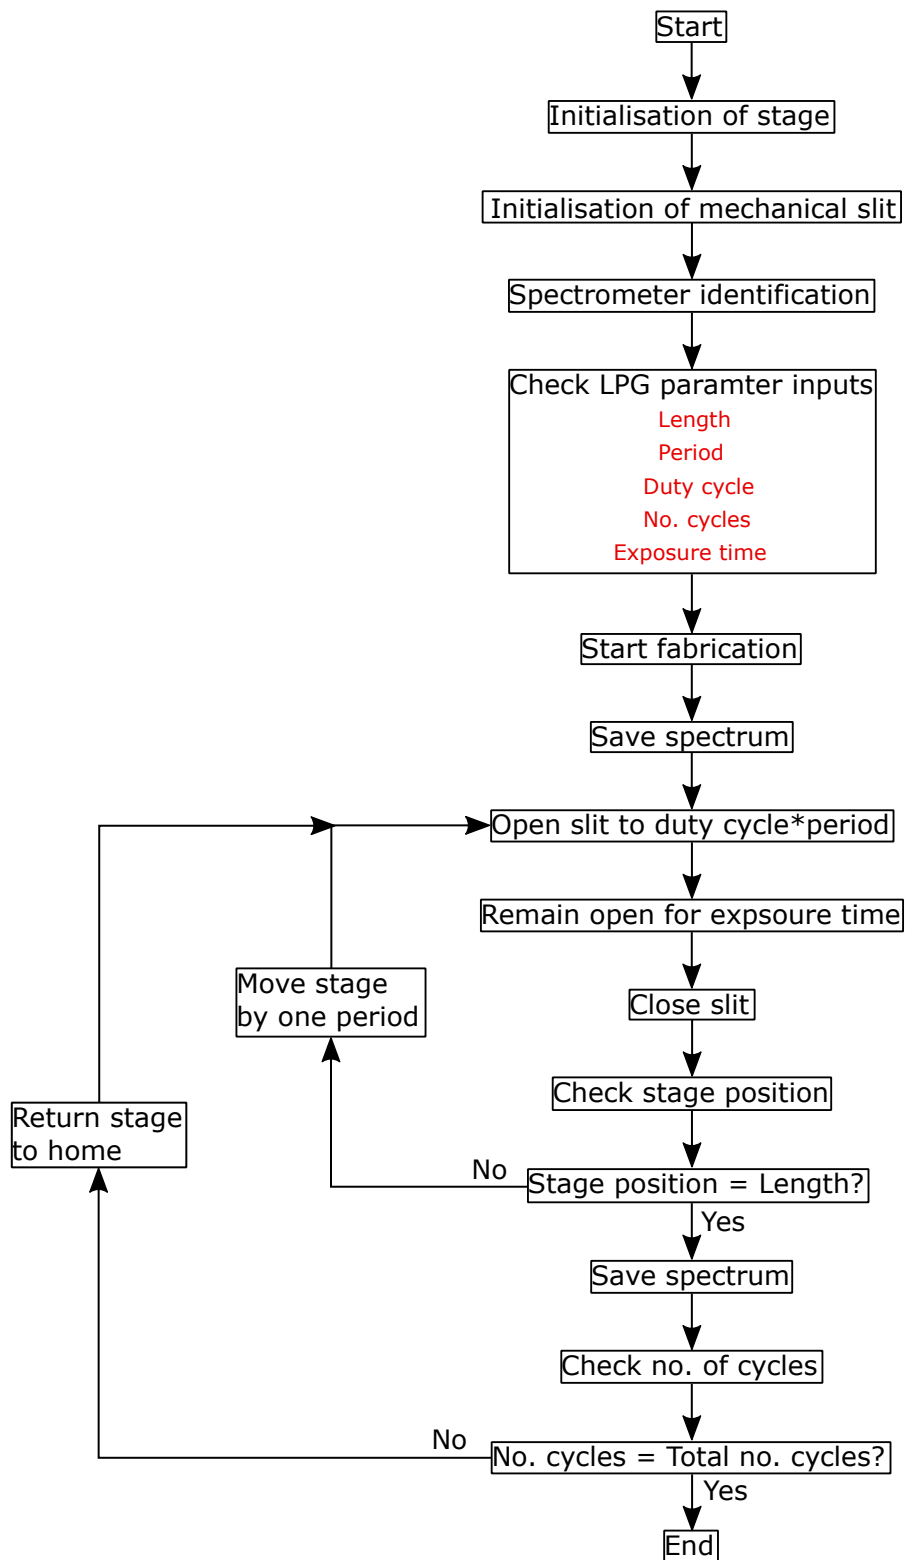 Start
Initialisation of stage
Initialisation of mechanical slit
Spectrometer identification
Check LPG paramter inputs
Length
Period
Duty cycle
No. cycles
Exposure time
Start fabrication
Save spectrum
Open slit to duty cycle*period
Remain open for expsoure time
Move stage
by one period
Close slit
Check stage position
Return stage
to home
No
Stage position = Length?
Yes
Save spectrum
Check no. of cycles
No
No. cycles = Total no. cycles?
Yes
End